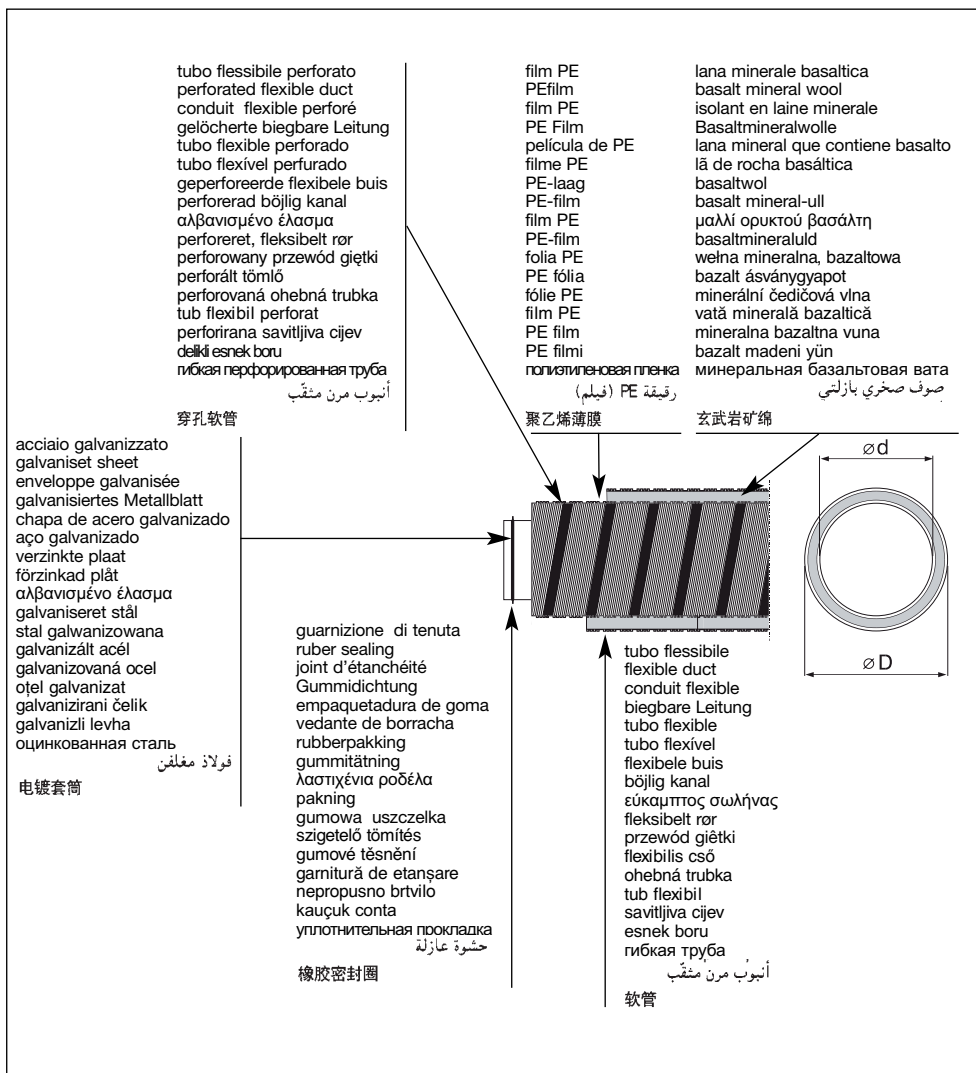 tubo flessibile perforato
perforated flexible duct
conduit flexible perforé
gelöcherte biegbare Leitung
tubo flexible perforado
tubo flexível perfurado
geperforeerde flexibele buis
perforerad böjlig kanal
αλβανισμένο έλασμα
perforeret, fleksibelt rør
perforowany przewód giętki
perforált tömlő
perforovaná ohebná trubka
tub flexibil perforat
perforirana savitljiva cijev
delikli esnek boru
гибкая перфорированная труба
أنبوب مرن مثقّب
穿孔软管
film PE
PEfilm
film PE
PE Film
película de PE
filme PE
PE-laag
PE-film
film PE
PE-film
folia PE
PE fólia
fólie PE
film PE
PE film
PE filmi
полиэтиленовая пленка
رقيقة PE (فيلم)
聚乙烯薄膜
lana minerale basaltica
basalt mineral wool
isolant en laine minerale
Basaltmineralwolle
lana mineral que contiene basalto
lã de rocha basáltica
basaltwol
basalt mineral-ull
μαλλί ορυκτού βασάλτη
basaltmineraluld
wełna mineralna, bazaltowa
bazalt ásványgyapot
minerální čedičová vlna
vată minerală bazaltică
mineralna bazaltna vuna
bazalt madeni yün
минеральная базальтовая вата
صوف صخري بازلتي
玄武岩矿绵
acciaio galvanizzato
galvaniset sheet
enveloppe galvanisée
galvanisiertes Metallblatt
chapa de acero galvanizado
aço galvanizado
verzinkte plaat
förzinkad plåt
αλβανισμένο έλασμα
galvaniseret stål
stal galwanizowana
galvanizált acél
galvanizovaná ocel
oțel galvanizat
galvanizirani čelik
galvanizli levha
оцинкованная сталь
فولاذ مغلفن
电镀套筒
guarnizione di tenuta
ruber sealing
joint d'étanchéité
Gummidichtung
empaquetadura de goma
vedante de borracha
rubberpakking
gummitätning
λαστιχένια ροδέλα
pakning
gumowa uszczelka
szigetelő tömítés
gumové těsnění
garnitură de etanșare
nepropusno brtvilo
kauçuk conta
уплотнительная прокладка
حشوة عازلة
橡胶密封圈
tubo flessibile
flexible duct
conduit flexible
biegbare Leitung
tubo flexible
tubo flexível
flexibele buis
böjlig kanal
εύκαμπτος σωλήνας
fleksibelt rør
przewód giêtki
flexibilis cső
ohebná trubka
tub flexibil
savitljiva cijev
esnek boru
гибкая труба
أنبوب مرن مثقّب
软管
⌀d
⌀D